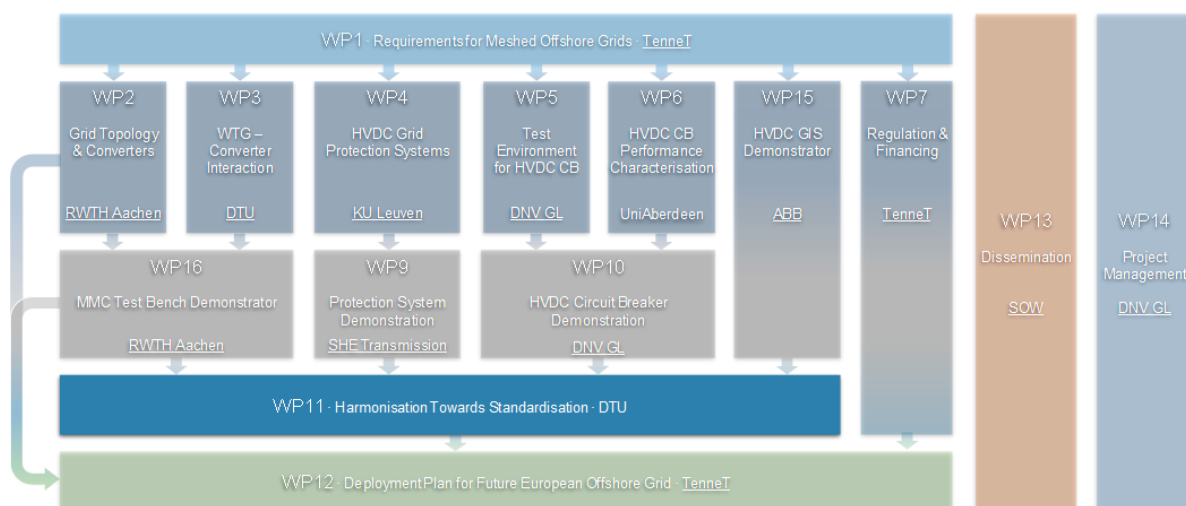 WP1 - Requirements for Meshed Offshore Grids - TenneT
WP2
Grid Topology
& Converters
RWTH Aachen
WP3
WTG –
Converter
Interaction
DTU
WP4
HVDC Grid
Protection Systems
KU Leuven
WP5
Test
Environment
for HVDC CB
DNV GL
WP6
HVDC CB
Performance
Characterisation
UniAberdeen
WP15
HVDC GIS
Demonstrator
ABB
WP7
Regulation &
Financing
TenneT
WP16
MMC Test Bench Demonstrator
RWTH Aachen
WP9
Protection System
Demonstration
SHE Transmission
WP10
HVDC Circuit Breaker
Demonstration
DNV GL
WP11 - Harmonisation Towards Standardisation - DTU
WP12 - Deployment Plan for Future European Offshore Grid - TenneT
WP13
Dissemination
SOW
WP14
Project
Management
DNV GL